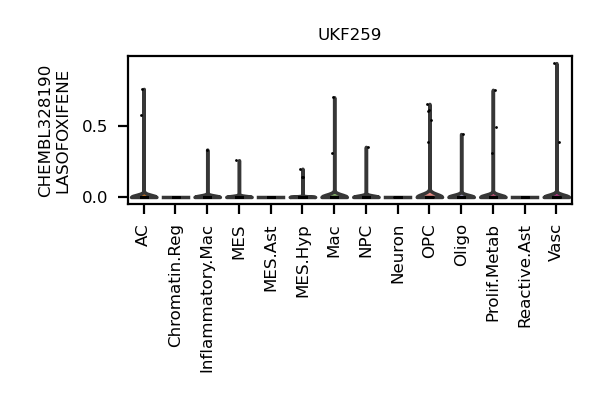 UKF259
CHEMBL328190
LASOFOXIFENE
0.5
0.0
AC
Chromatin.Reg
Inflammatory.Mac
MES
MES.Ast
MES.Hyp
Mac
NPC
Neuron
OPC
Oligo
Prolif.Metab
Reactive.Ast
Vasc